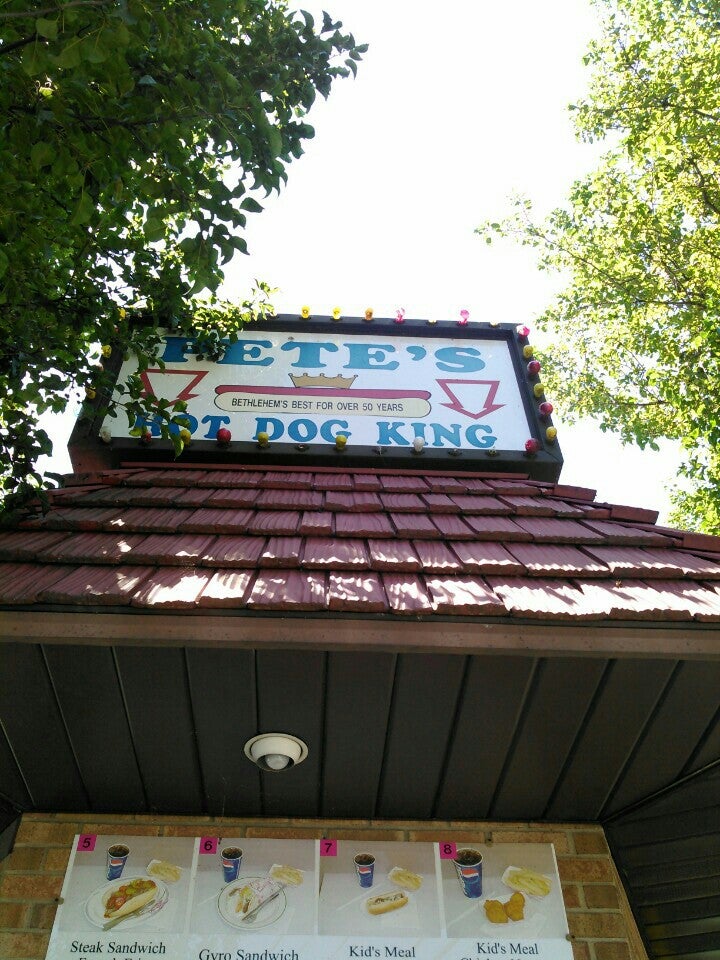 PETE'S
BETHLEHEM'S BEST FOR OVER 50 YEARS
HOT DOG KING
5 6 7 8
Steak Sandwich
Gyro Sandwich
Kid's Meal
Kid's Meal